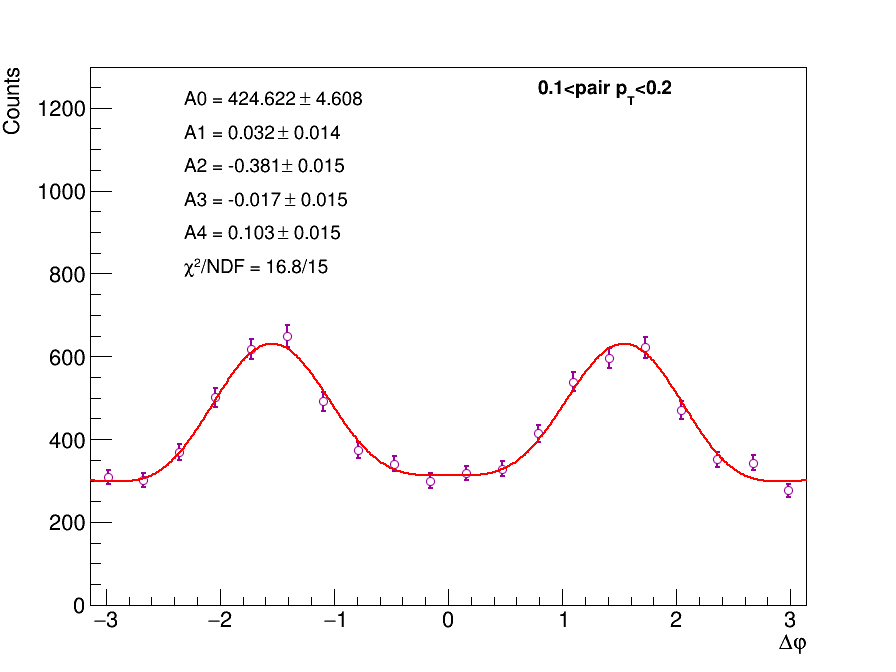 0.1<pair pT<0.2
A0 = 424.622 ± 4.608
A1 = 0.032 ± 0.014
A2 = -0.381 ± 0.015
A3 = -0.017 ± 0.015
A4 = 0.103 ± 0.015
χ²/NDF = 16.8/15
Counts
1200
1000
800
600
400
200
0
−3 −2 −1 0 1 2 3
Δφ